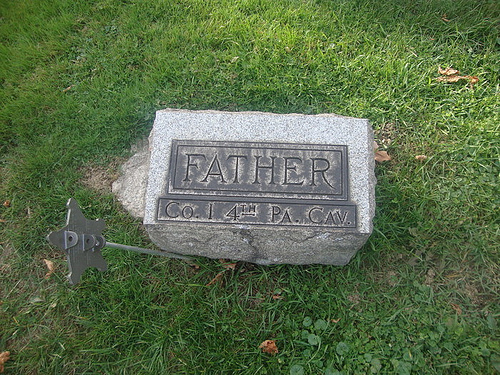 FATHER
Co. I 4TH PA. CAV.